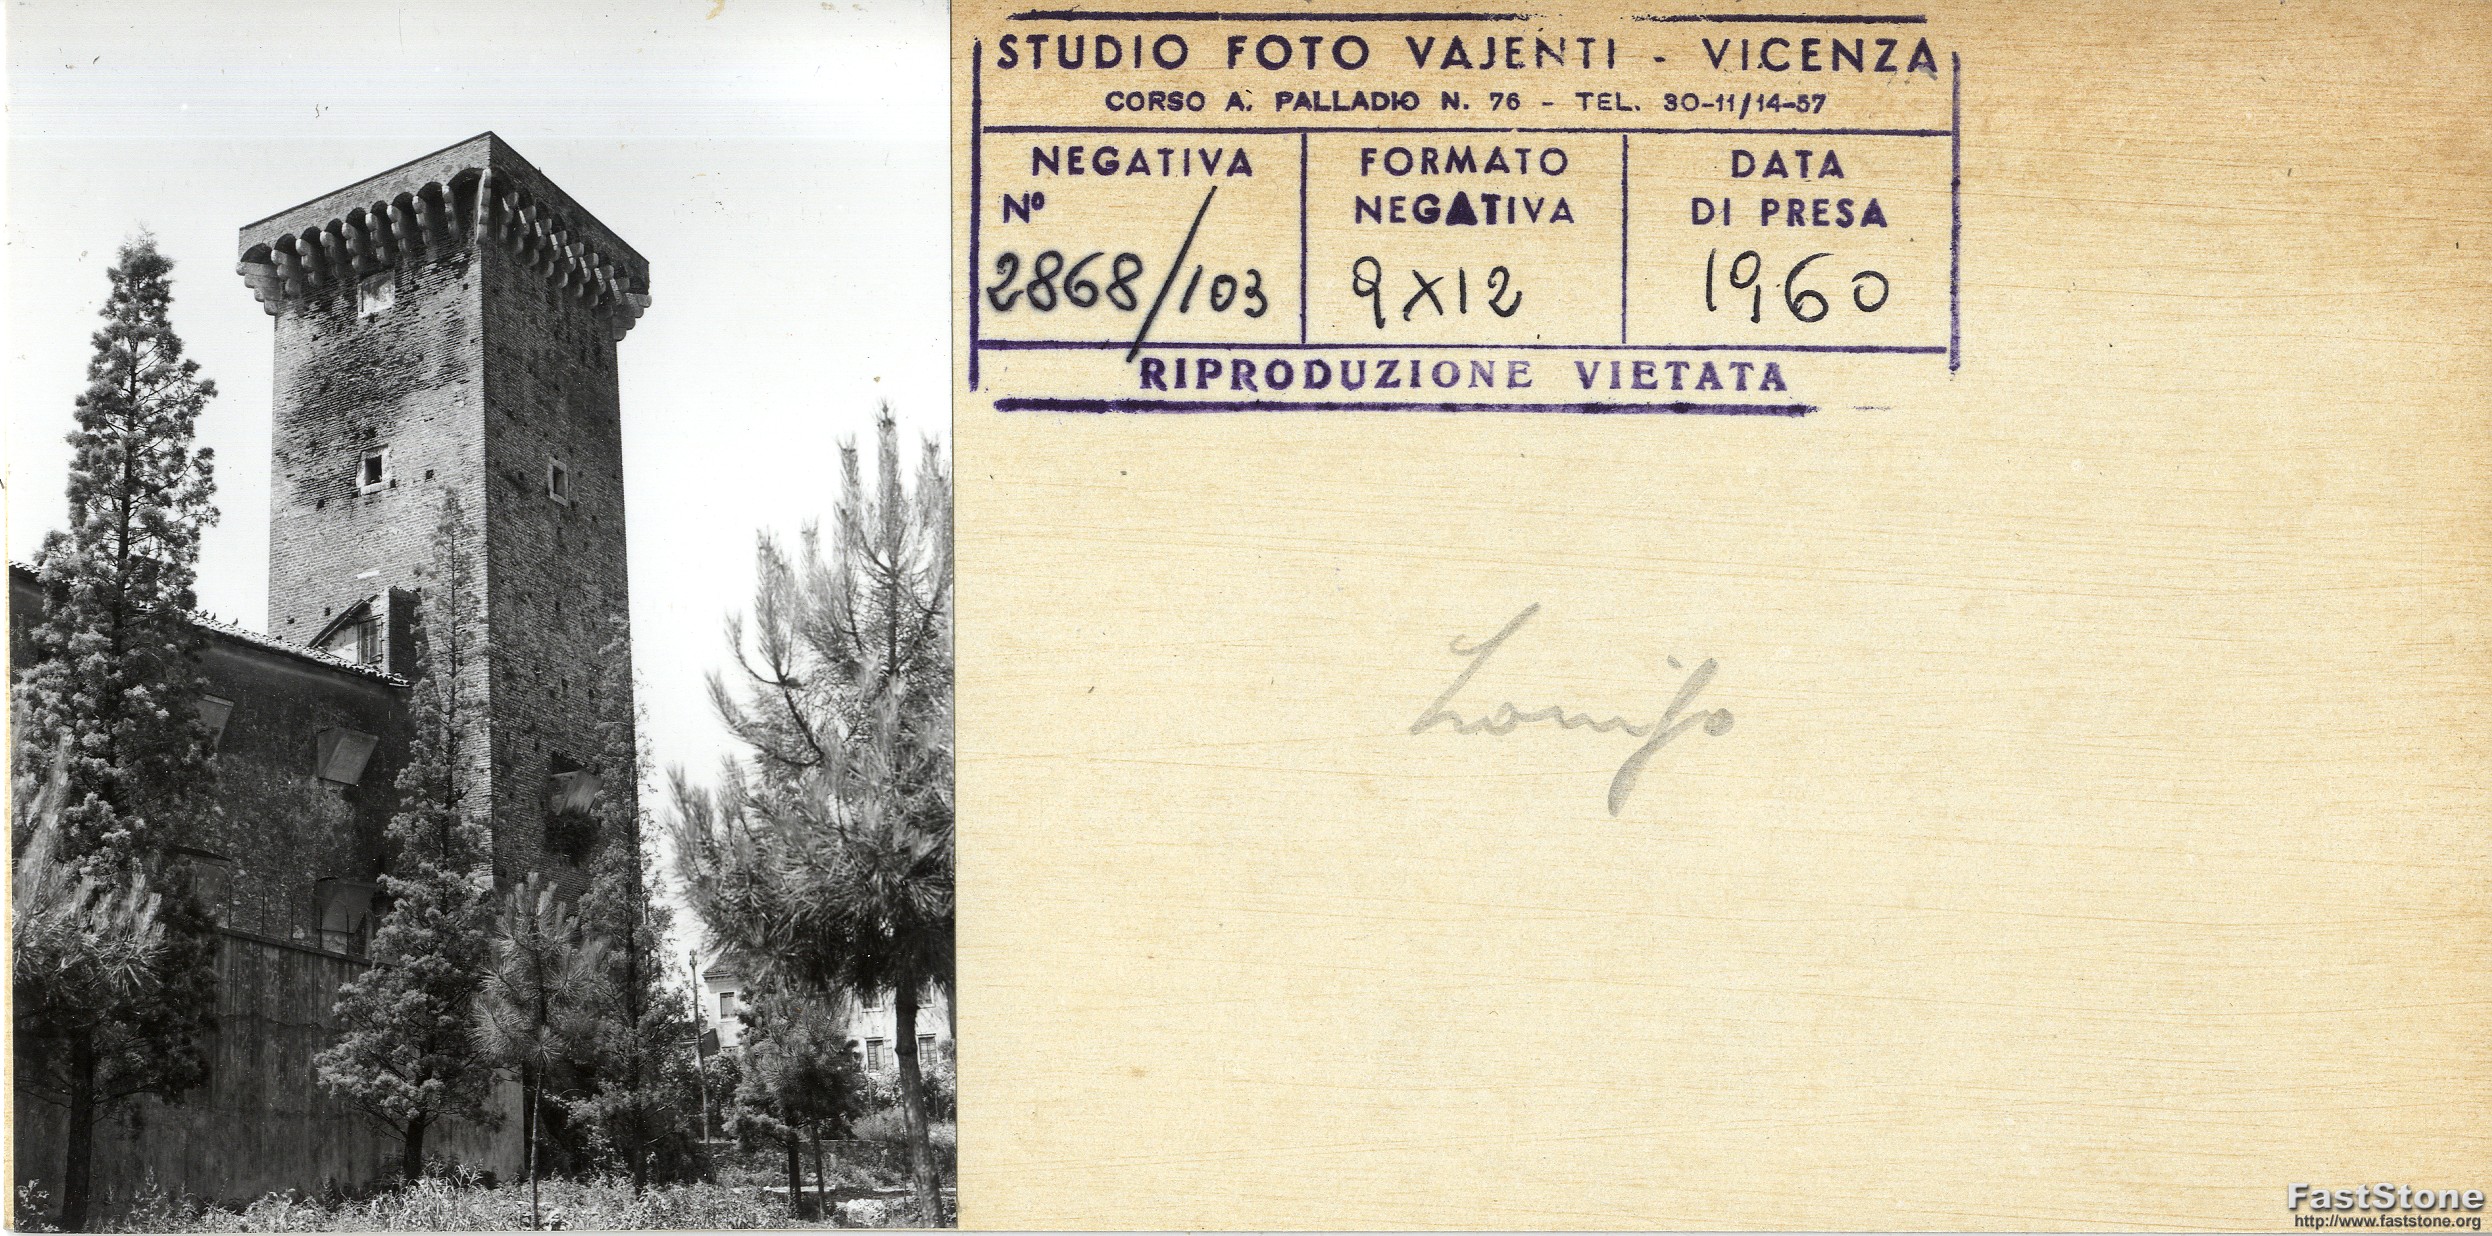 STUDIO FOTO VAJENTI - VICENZA
CORSO A. PALLADIO N. 76 - TEL. 30-11/14-57
NEGATIVA
Nº
2868/103
FORMATO
NEGATIVA
9x12
DATA
DI PRESA
1960
RIPRODUZIONE VIETATA
Lonigo
FastStone
http://www.faststone.org